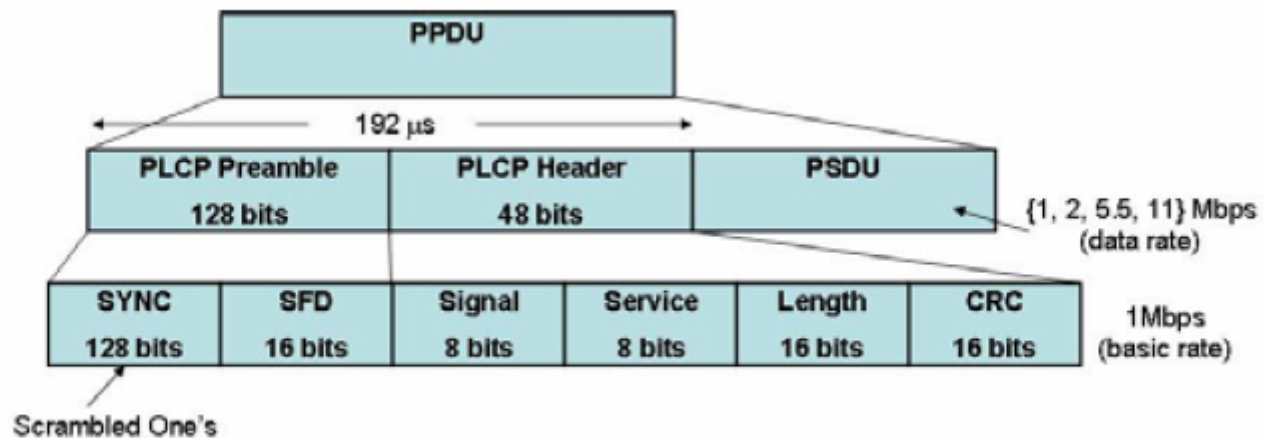 PPDU
192 μs
PLCP Preamble
128 bits
PLCP Header
48 bits
PSDU
{1, 2, 5.5, 11} Mbps
(data rate)
SYNC
128 bits
SFD
16 bits
Signal
8 bits
Service
8 bits
Length
16 bits
CRC
16 bits
1Mbps
(basic rate)
Scrambled One's